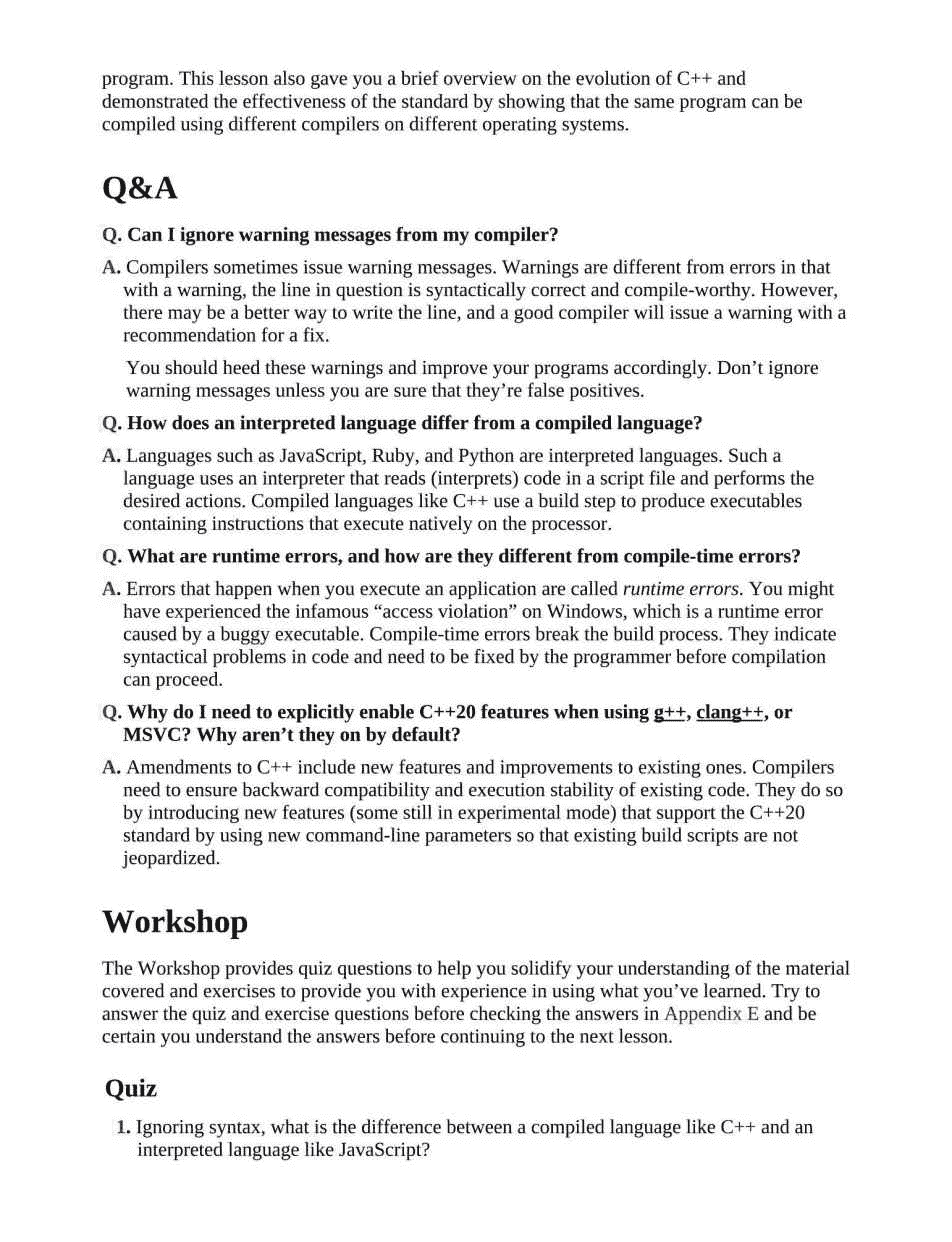 program. This lesson also gave you a brief overview on the evolution of C++ and
demonstrated the effectiveness of the standard by showing that the same program can be
compiled using different compilers on different operating systems.
Q&A
Q. Can I ignore warning messages from my compiler?
A. Compilers sometimes issue warning messages. Warnings are different from errors in that
with a warning, the line in question is syntactically correct and compile-worthy. However,
there may be a better way to write the line, and a good compiler will issue a warning with a
recommendation for a fix.
You should heed these warnings and improve your programs accordingly. Don’t ignore
warning messages unless you are sure that they’re false positives.
Q. How does an interpreted language differ from a compiled language?
A. Languages such as JavaScript, Ruby, and Python are interpreted languages. Such a
language uses an interpreter that reads (interprets) code in a script file and performs the
desired actions. Compiled languages like C++ use a build step to produce executables
containing instructions that execute natively on the processor.
Q. What are runtime errors, and how are they different from compile-time errors?
A. Errors that happen when you execute an application are called runtime errors. You might
have experienced the infamous “access violation” on Windows, which is a runtime error
caused by a buggy executable. Compile-time errors break the build process. They indicate
syntactical problems in code and need to be fixed by the programmer before compilation
can proceed.
Q. Why do I need to explicitly enable C++20 features when using g++, clang++, or
MSVC? Why aren’t they on by default?
A. Amendments to C++ include new features and improvements to existing ones. Compilers
need to ensure backward compatibility and execution stability of existing code. They do so
by introducing new features (some still in experimental mode) that support the C++20
standard by using new command-line parameters so that existing build scripts are not
jeopardized.
Workshop
The Workshop provides quiz questions to help you solidify your understanding of the material
covered and exercises to provide you with experience in using what you’ve learned. Try to
answer the quiz and exercise questions before checking the answers in Appendix E and be
certain you understand the answers before continuing to the next lesson.
Quiz
1. Ignoring syntax, what is the difference between a compiled language like C++ and an
interpreted language like JavaScript?